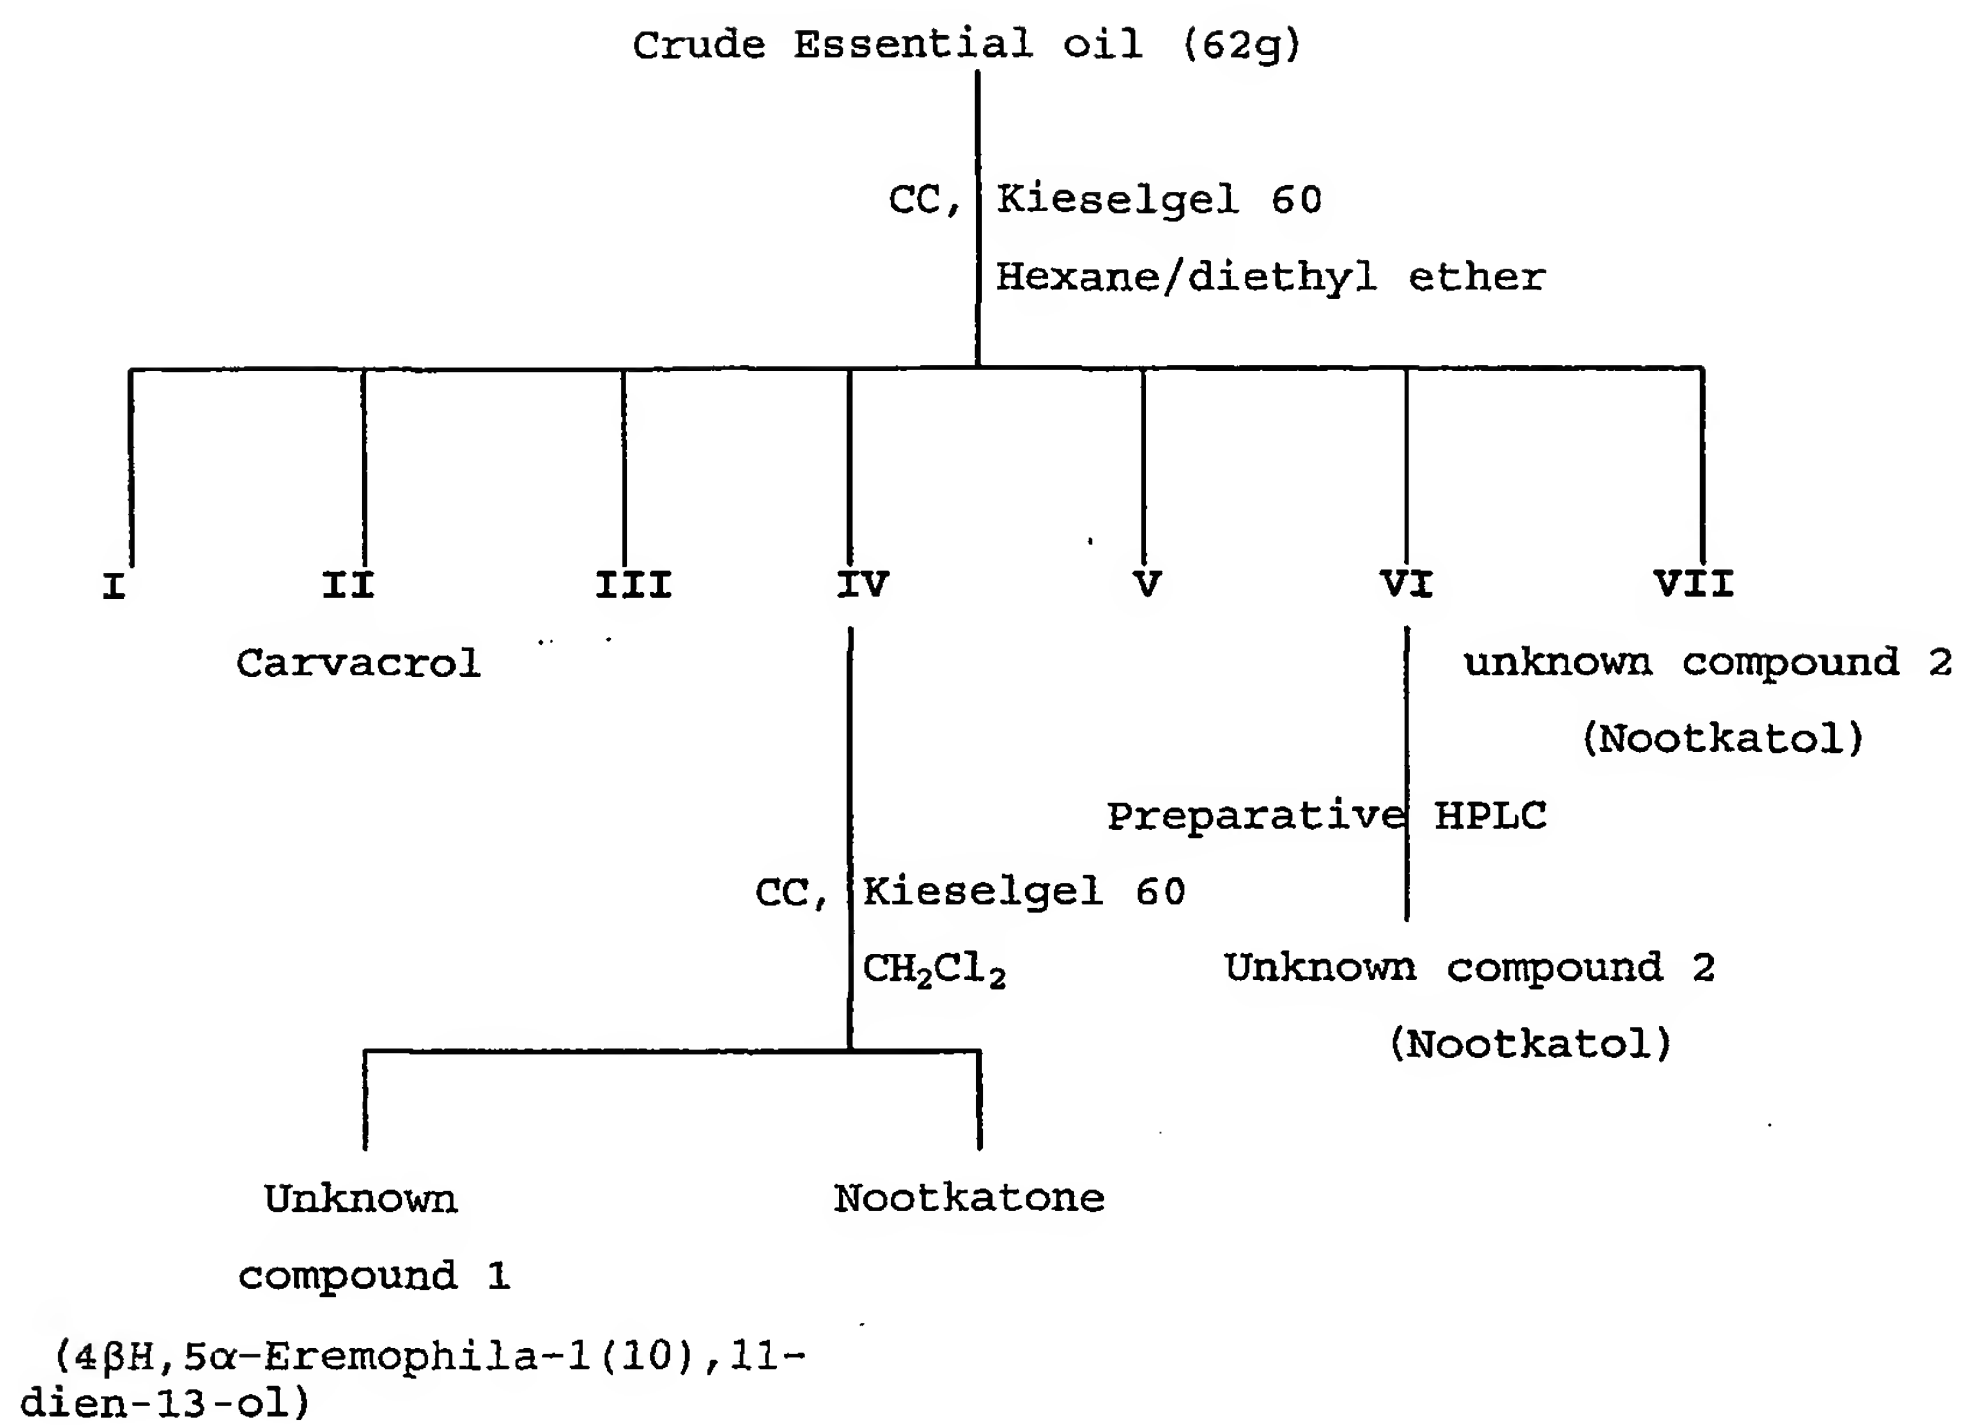 Crude Essential oil (62g)
CC, Kieselgel 60
Hexane/diethyl ether
I II III IV V VI VII
Carvacrol
unknown compound 2
(Nootkatol)
Preparative HPLC
CC, Kieselgel 60
CH₂Cl₂
Unknown compound 2
(Nootkatol)
Unknown
compound 1
Nootkatone
(4βH,5α-Eremophila-1(10),11-
dien-13-ol)